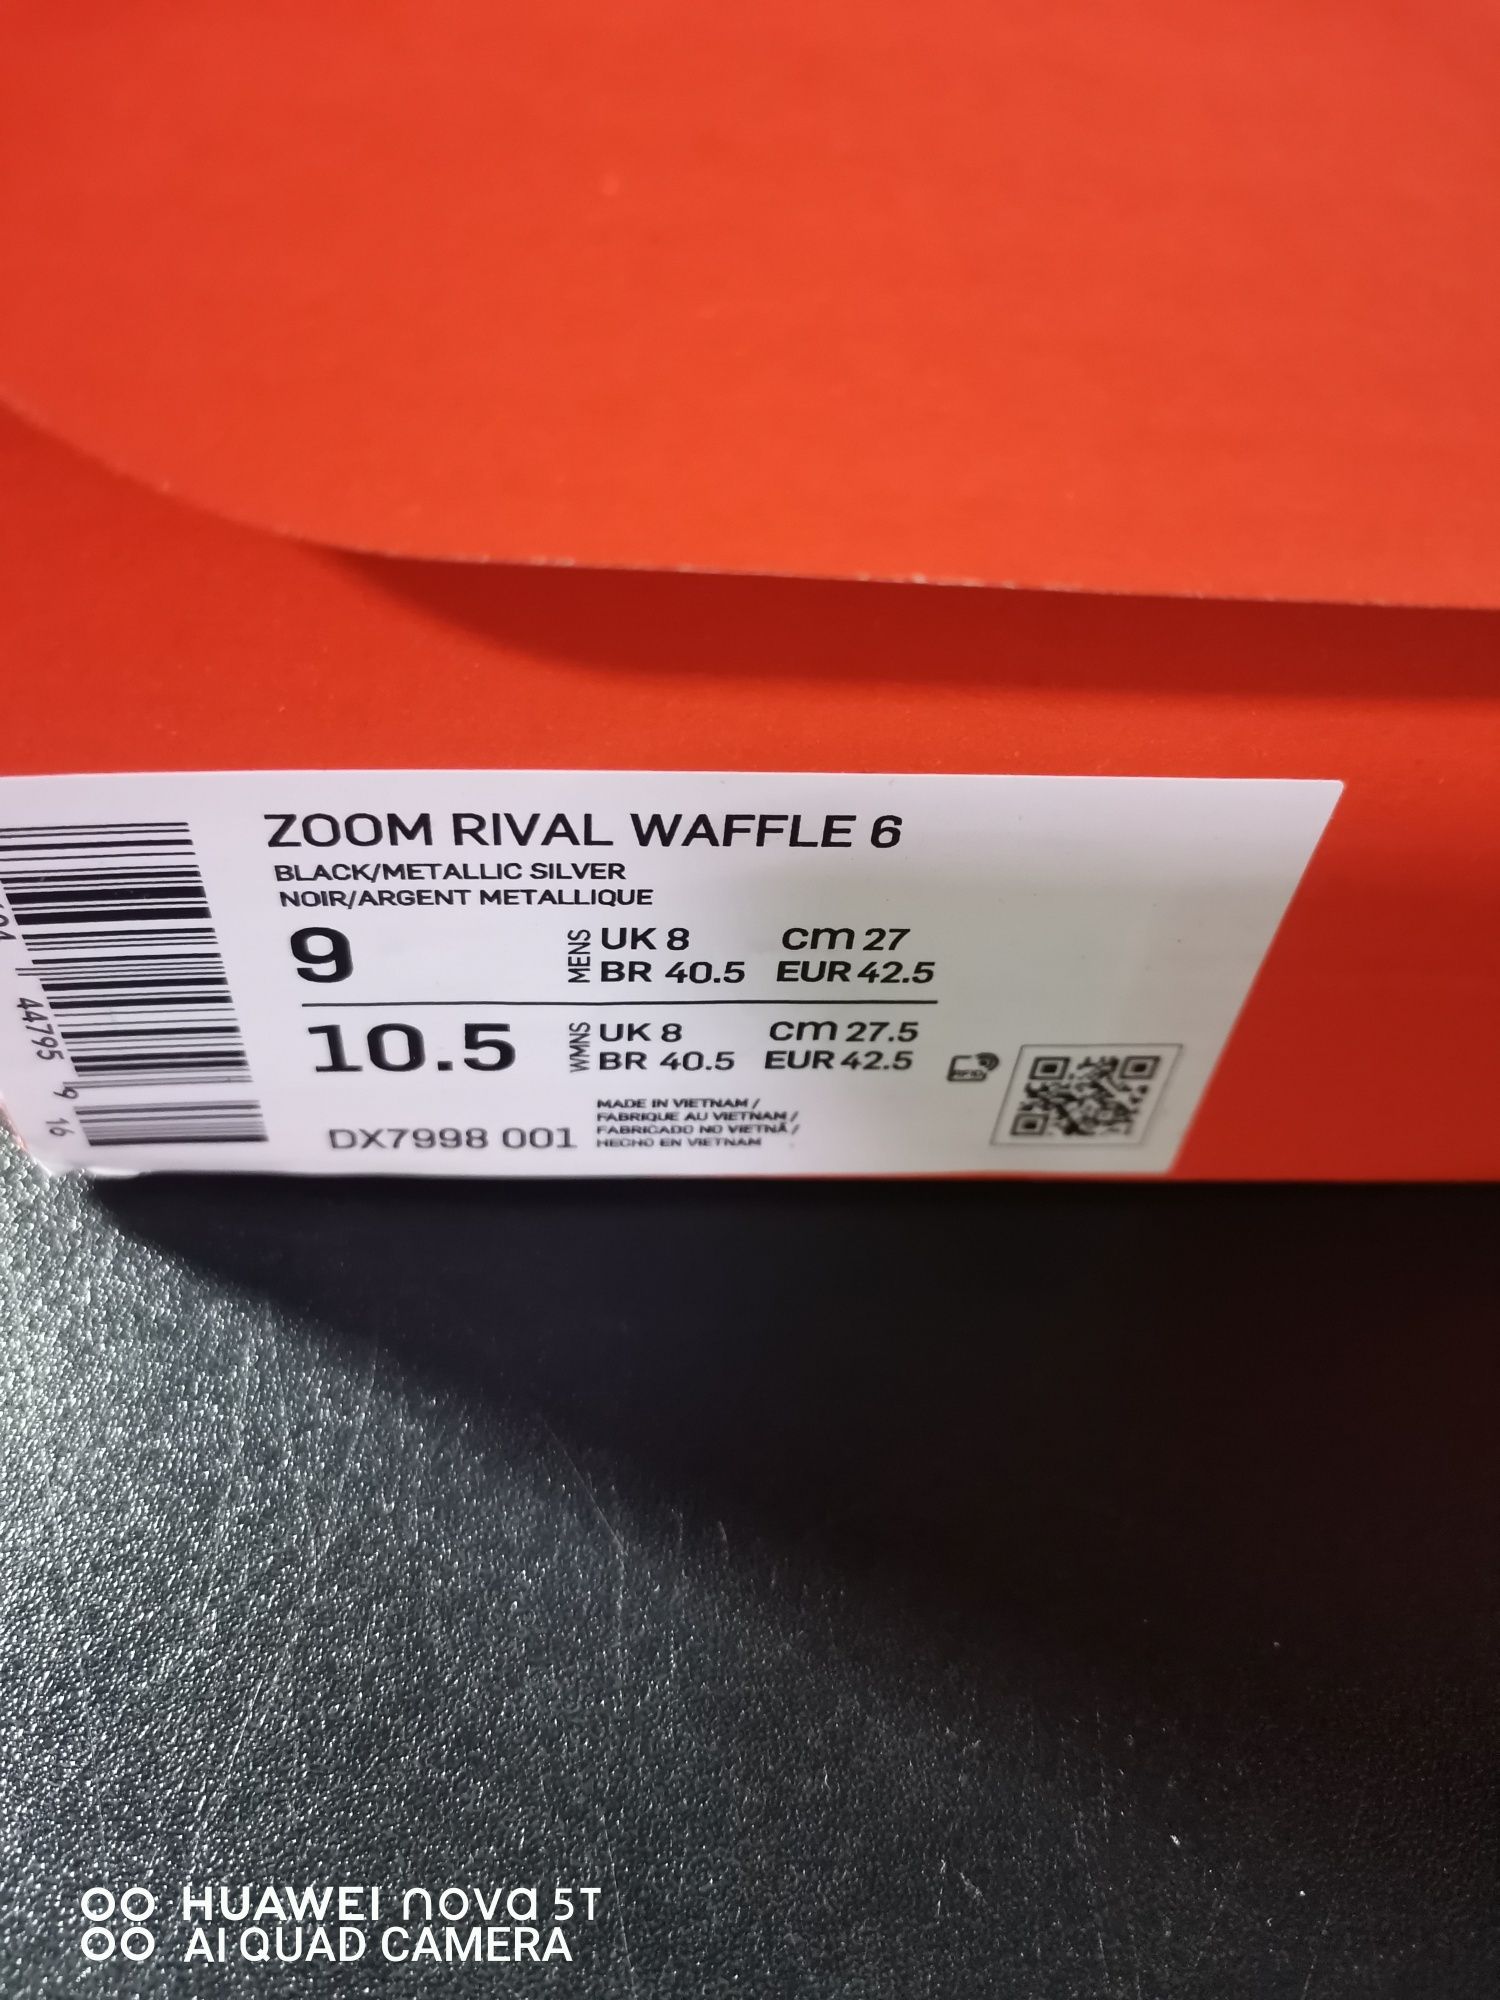 ZOOM RIVAL WAFFLE 6
BLACK/METALLIC SILVER
NOIR/ARGENT METALLIQUE
9 MENS UK 8 cm 27
BR 40.5 EUR 42.5
10.5 WMNS UK 8 cm 27.5
BR 40.5 EUR 42.5
RFID
DX7998 001
MADE IN VIETNAM /
FABRIQUE AU VIETNAM /
FABRICADO NO VIETNÃ /
HECHO EN VIETNAM
44795 9 16
HUAWEI nova 5T
AI QUAD CAMERA